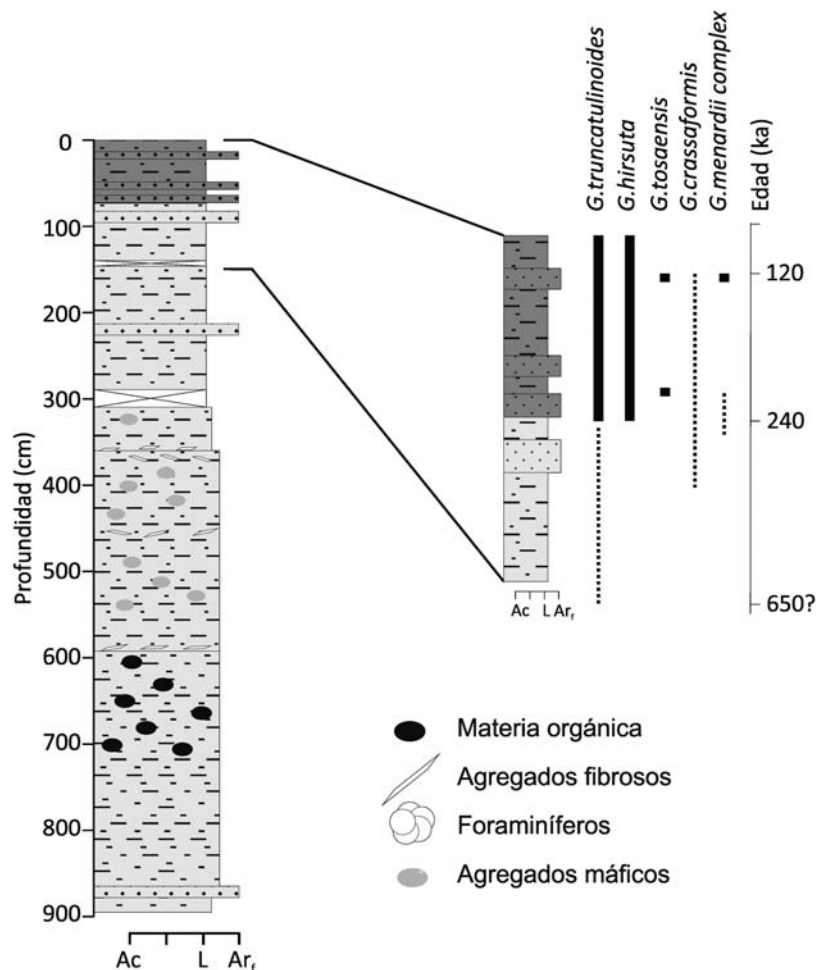 G.truncatulinoides
G.hirsuta
G.tosaensis
G.crassaformis
G.menardii complex
Edad (ka)
Profundidad (cm)
0
100
200
300
400
500
600
700
800
900
Ac L Arf
120
240
650?
Ac L Arf
Materia orgánica
Agregados fibrosos
Foraminíferos
Agregados máficos